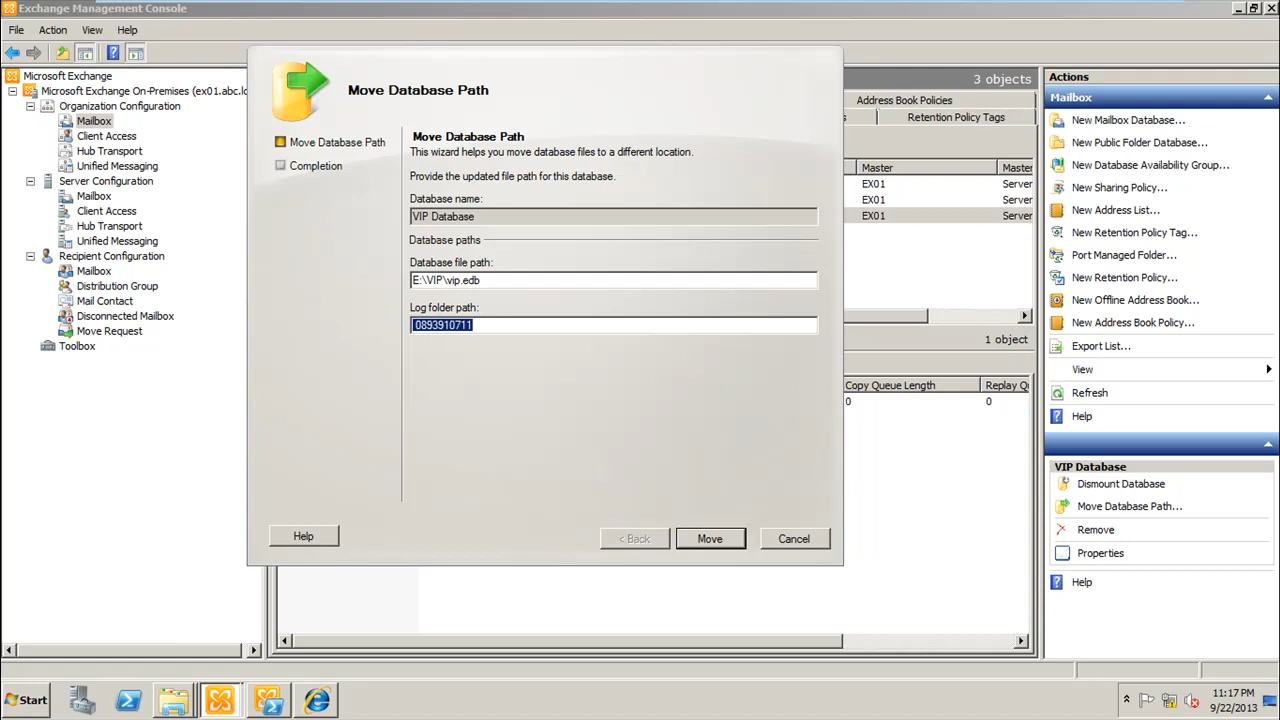 Exchange Management Console
File Action View Help
Microsoft Exchange
Microsoft Exchange On-Premises (ex01.abc.lo
Organization Configuration
Mailbox
Client Access
Hub Transport
Unified Messaging
Server Configuration
Mailbox
Client Access
Hub Transport
Unified Messaging
Recipient Configuration
Mailbox
Distribution Group
Mail Contact
Disconnected Mailbox
Move Request
Toolbox
Move Database Path
Move Database Path
Completion
Move Database Path
This wizard helps you move database files to a different location.
Provide the updated file path for this database.
Database name:
VIP Database
Database paths
Database file path:
E:\VIP\vip.edb
Log folder path:
0893910711
Help
< Back
Move
Cancel
3 objects
Address Book Policies
s
Retention Policy Tags
Master Master
EX01 Server
EX01 Server
EX01 Server
1 object
Copy Queue Length Replay Q
0 0
Actions
Mailbox
New Mailbox Database...
New Public Folder Database...
New Database Availability Group...
New Sharing Policy...
New Address List...
New Retention Policy Tag...
Port Managed Folder...
New Retention Policy...
New Offline Address Book...
New Address Book Policy...
Export List...
View
Refresh
Help
VIP Database
Dismount Database
Move Database Path...
Remove
Properties
Help
Start
11:17 PM
9/22/2013